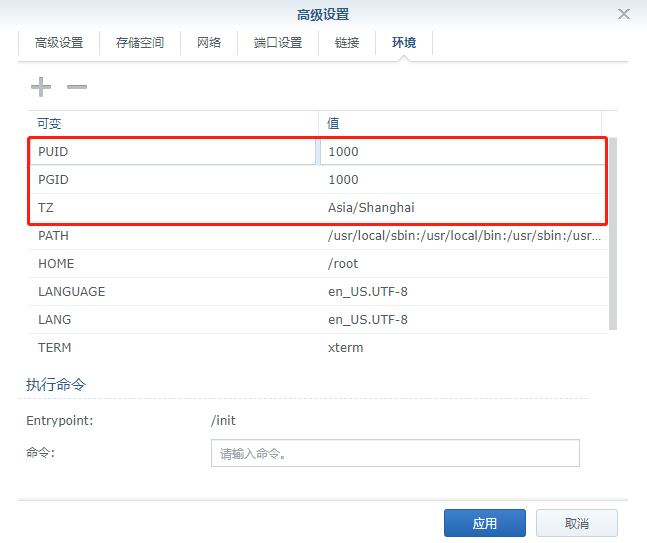 高级设置
高级设置 存储空间 网络 端口设置 链接 环境
可变 值
PUID 1000
PGID 1000
TZ Asia/Shanghai
PATH /usr/local/sbin:/usr/local/bin:/usr/sbin:/usr...
HOME /root
LANGUAGE en_US.UTF-8
LANG en_US.UTF-8
TERM xterm
执行命令
Entrypoint: /init
命令: 请输入命令。
应用 取消